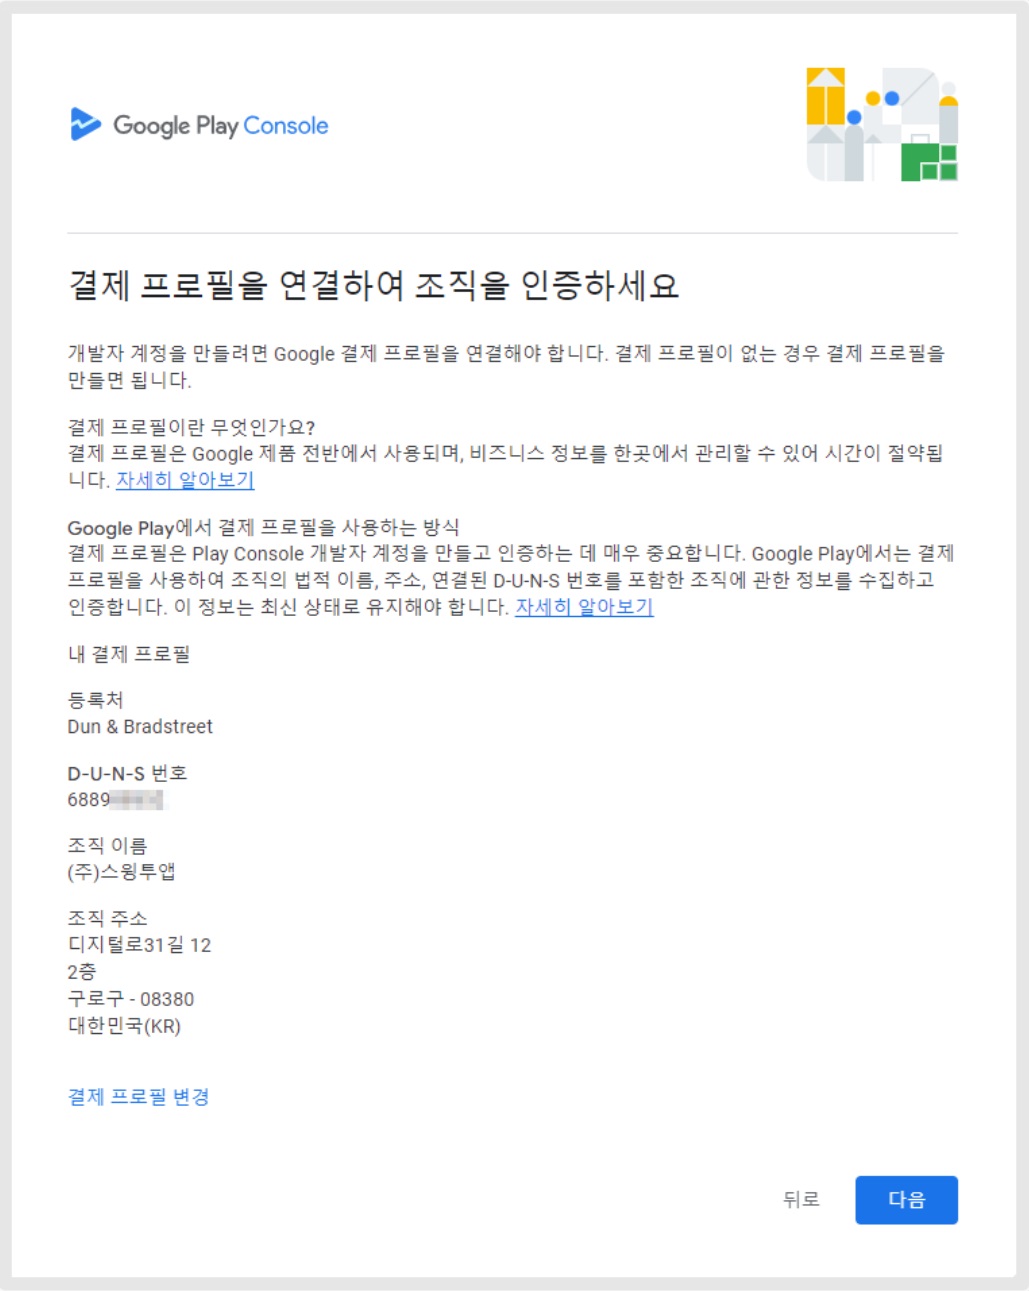 Google Play Console
결제 프로필을 연결하여 조직을 인증하세요
개발자 계정을 만들려면 Google 결제 프로필을 연결해야 합니다. 결제 프로필이 없는 경우 결제 프로필을
만들면 됩니다.
결제 프로필이란 무엇인가요?
결제 프로필은 Google 제품 전반에서 사용되며, 비즈니스 정보를 한곳에서 관리할 수 있어 시간이 절약됩
니다. 자세히 알아보기
Google Play에서 결제 프로필을 사용하는 방식
결제 프로필은 Play Console 개발자 계정을 만들고 인증하는 데 매우 중요합니다. Google Play에서는 결제
프로필을 사용하여 조직의 법적 이름, 주소, 연결된 D-U-N-S 번호를 포함한 조직에 관한 정보를 수집하고
인증합니다. 이 정보는 최신 상태로 유지해야 합니다. 자세히 알아보기
내 결제 프로필
등록처
Dun & Bradstreet
D-U-N-S 번호
6889
조직 이름
(주)스윙투앱
조직 주소
디지털로31길 12
2층
구로구 - 08380
대한민국(KR)
결제 프로필 변경
뒤로
다음